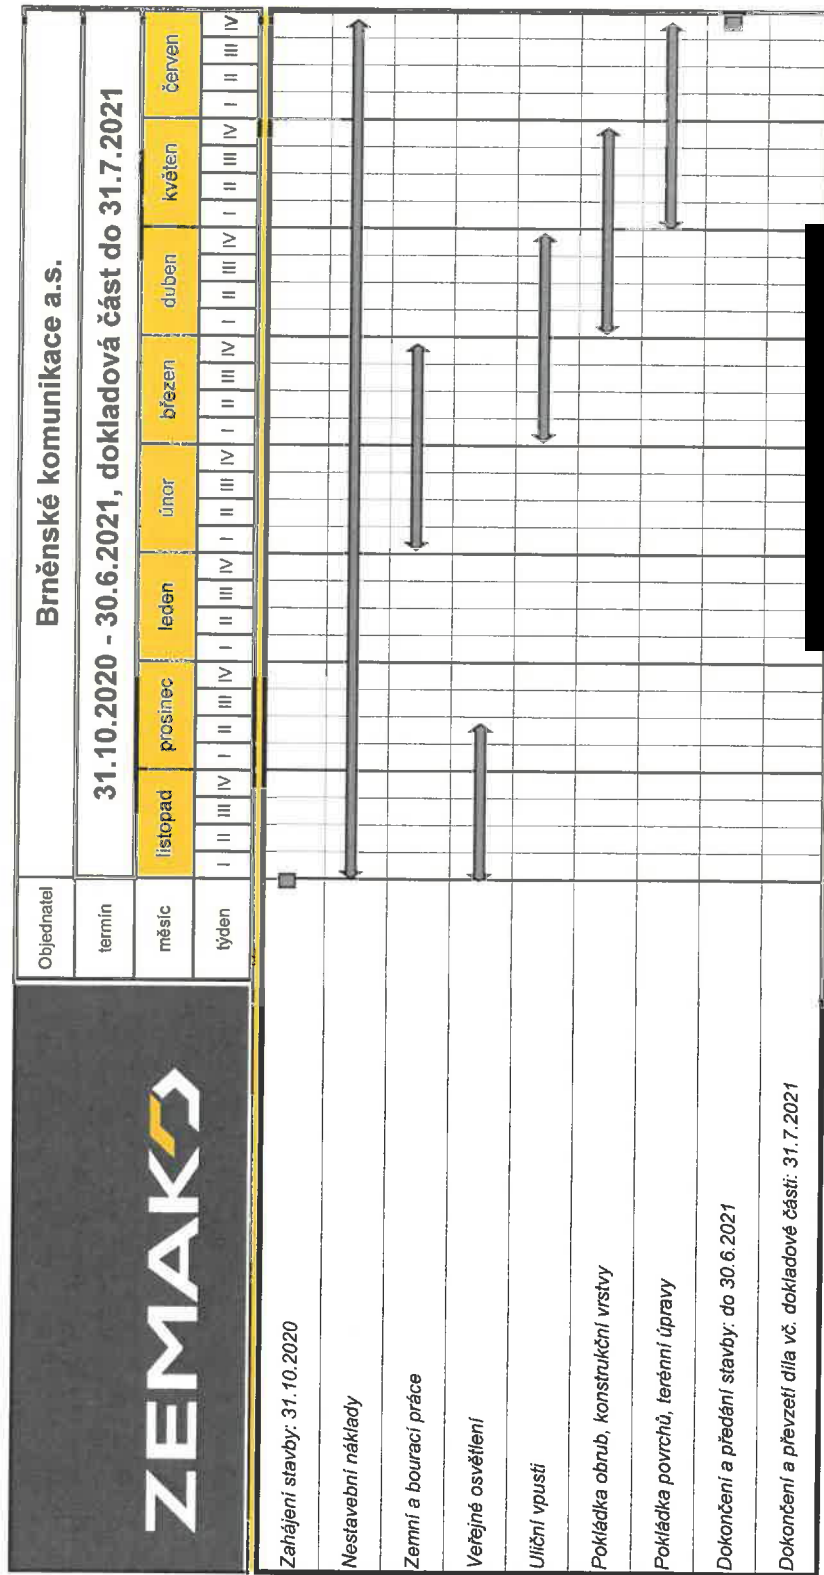 ZEMAK
Objednatel
Brněnské komunikace a.s.
termín
31.10.2020 - 30.6.2021, dokladová část do 31.7.2021
měsíc
listopad prosinec leden únor březen duben květen červen
týden
I II III IV I II III IV I II III IV I II III IV I II III IV I II III IV I II III IV I II III IV
Zahájení stavby: 31.10.2020
Nestavební náklady
Zemní a bourací práce
Veřejné osvětlení
Uliční vpusti
Pokládka obrub, konstrukční vrstvy
Pokládka povrchů, terénní úpravy
Dokončení a předání stavby: do 30.6.2021
Dokončení a převzetí díla vč. dokladové části: 31.7.2021